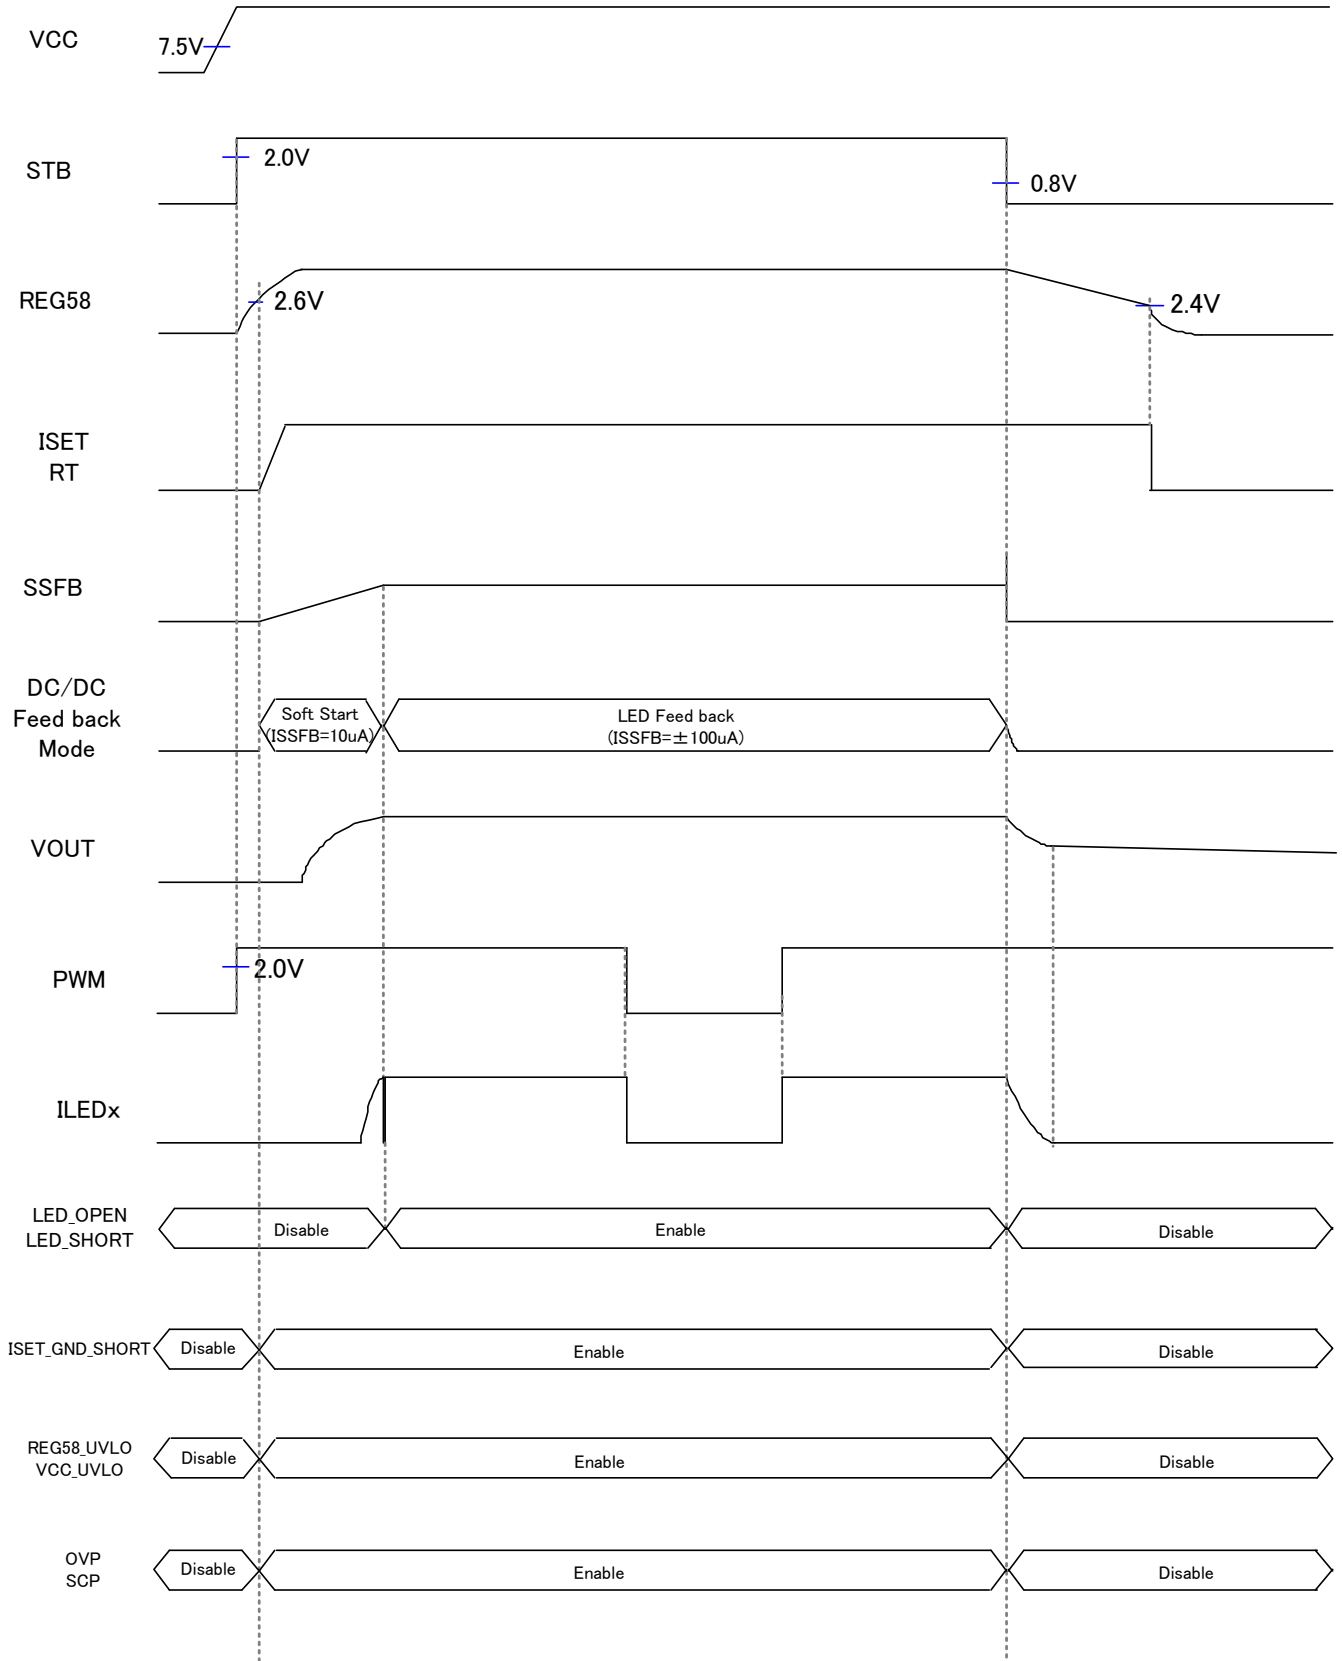 VCC
7.5V
STB
2.0V
0.8V
REG58
2.6V
2.4V
ISET
RT
SSFB
DC/DC
Feed back
Mode
Soft Start
(ISSFB=10uA)
LED Feed back
(ISSFB=±100uA)
VOUT
PWM
2.0V
ILEDx
LED_OPEN
LED_SHORT
Disable
Enable
Disable
ISET_GND_SHORT
Disable
Enable
Disable
REG58_UVLO
VCC_UVLO
Disable
Enable
Disable
OVP
SCP
Disable
Enable
Disable